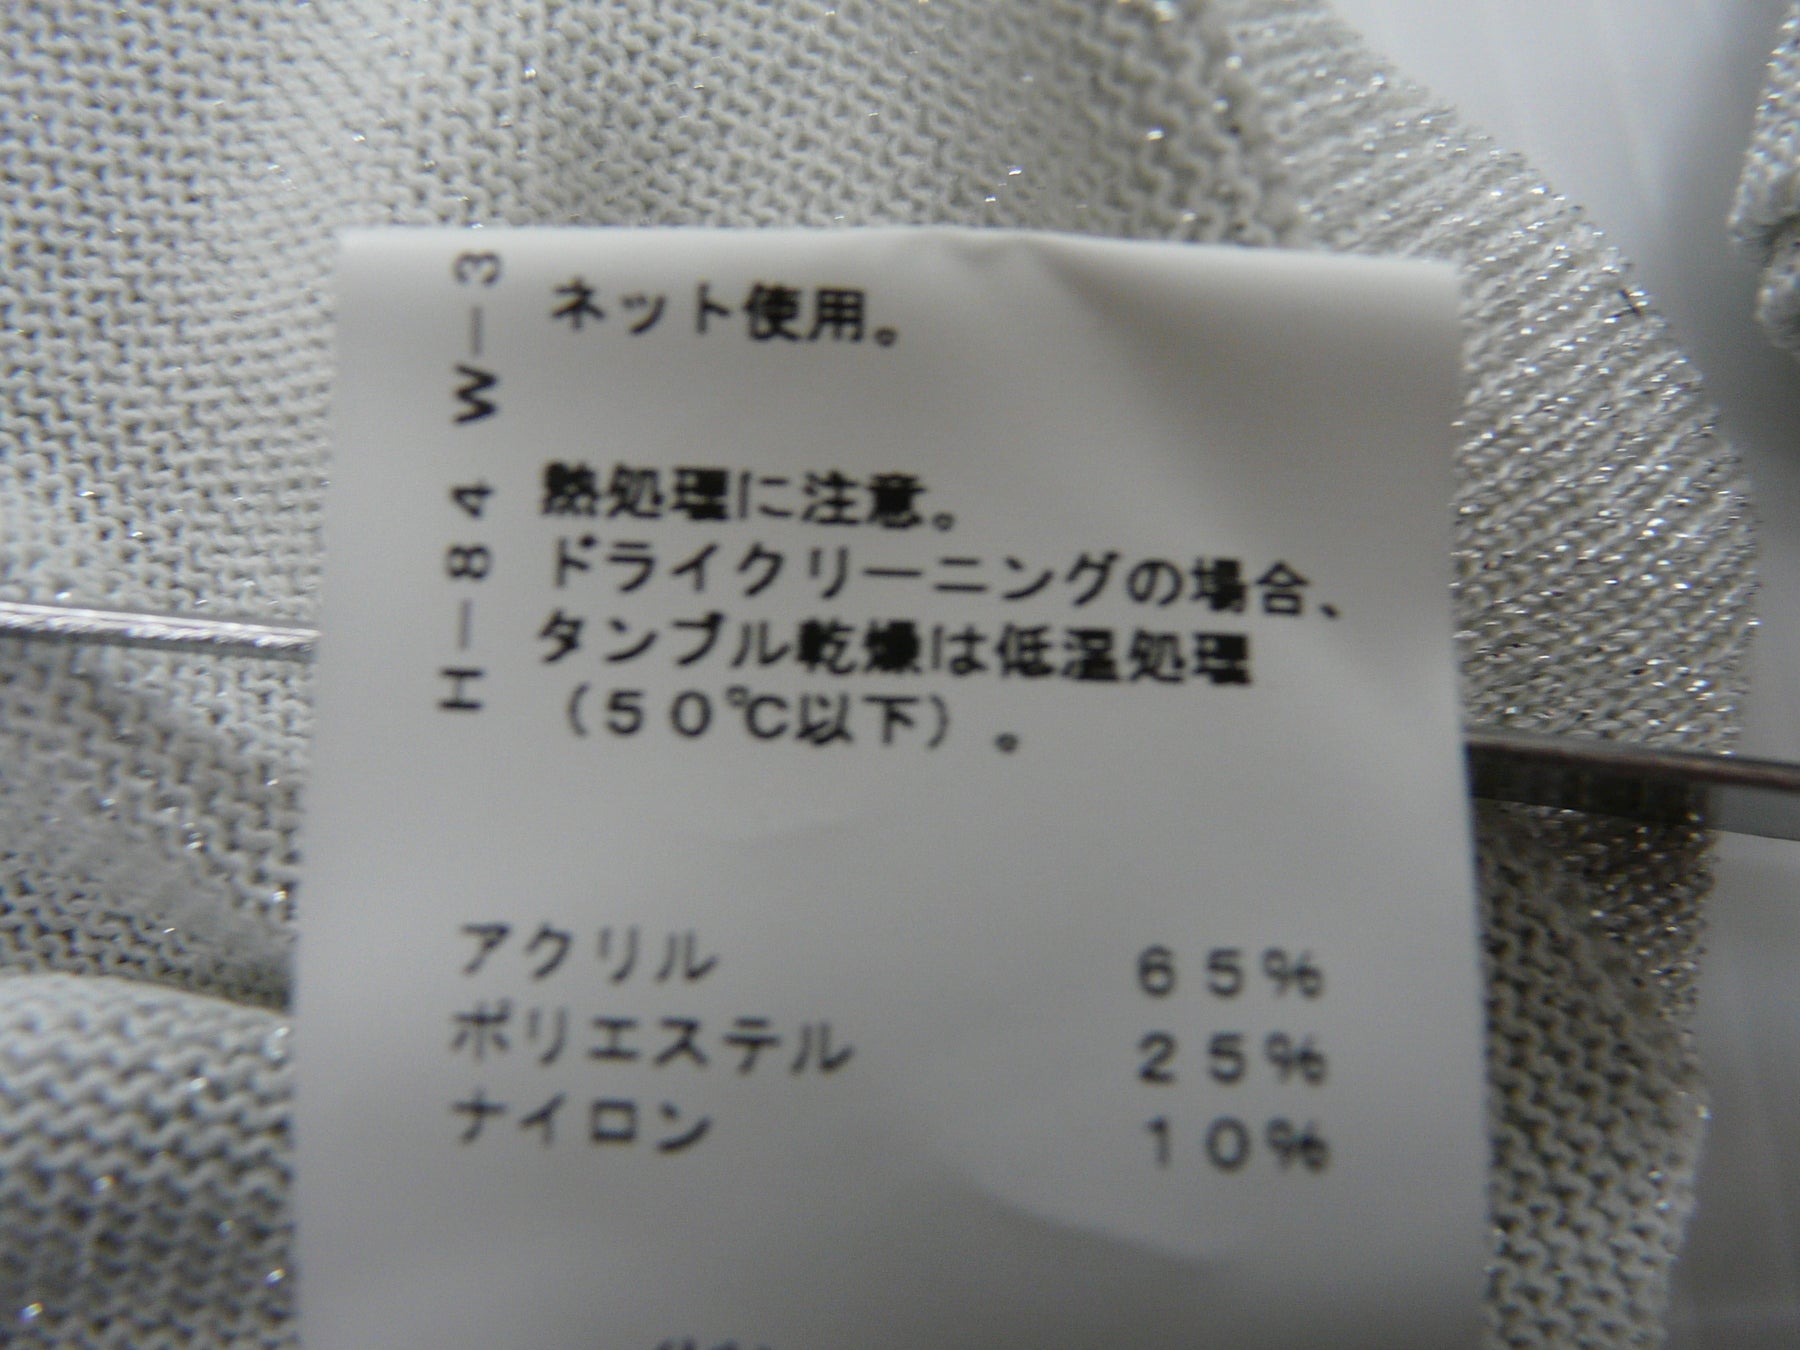 ネット使用。
熱処理に注意。
ドライクリーニングの場合、
タンブル乾燥は低温処理
（５０℃以下）。
H－84 W－3
アクリル ６５％
ポリエステル ２５％
ナイロン １０％